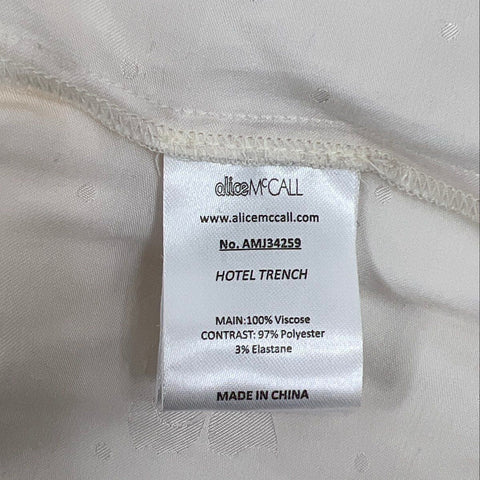 aliceMcCALL
www.alicemccall.com
No. AMJ34259
HOTEL TRENCH
MAIN:100% Viscose
CONTRAST: 97% Polyester
3% Elastane
MADE IN CHINA